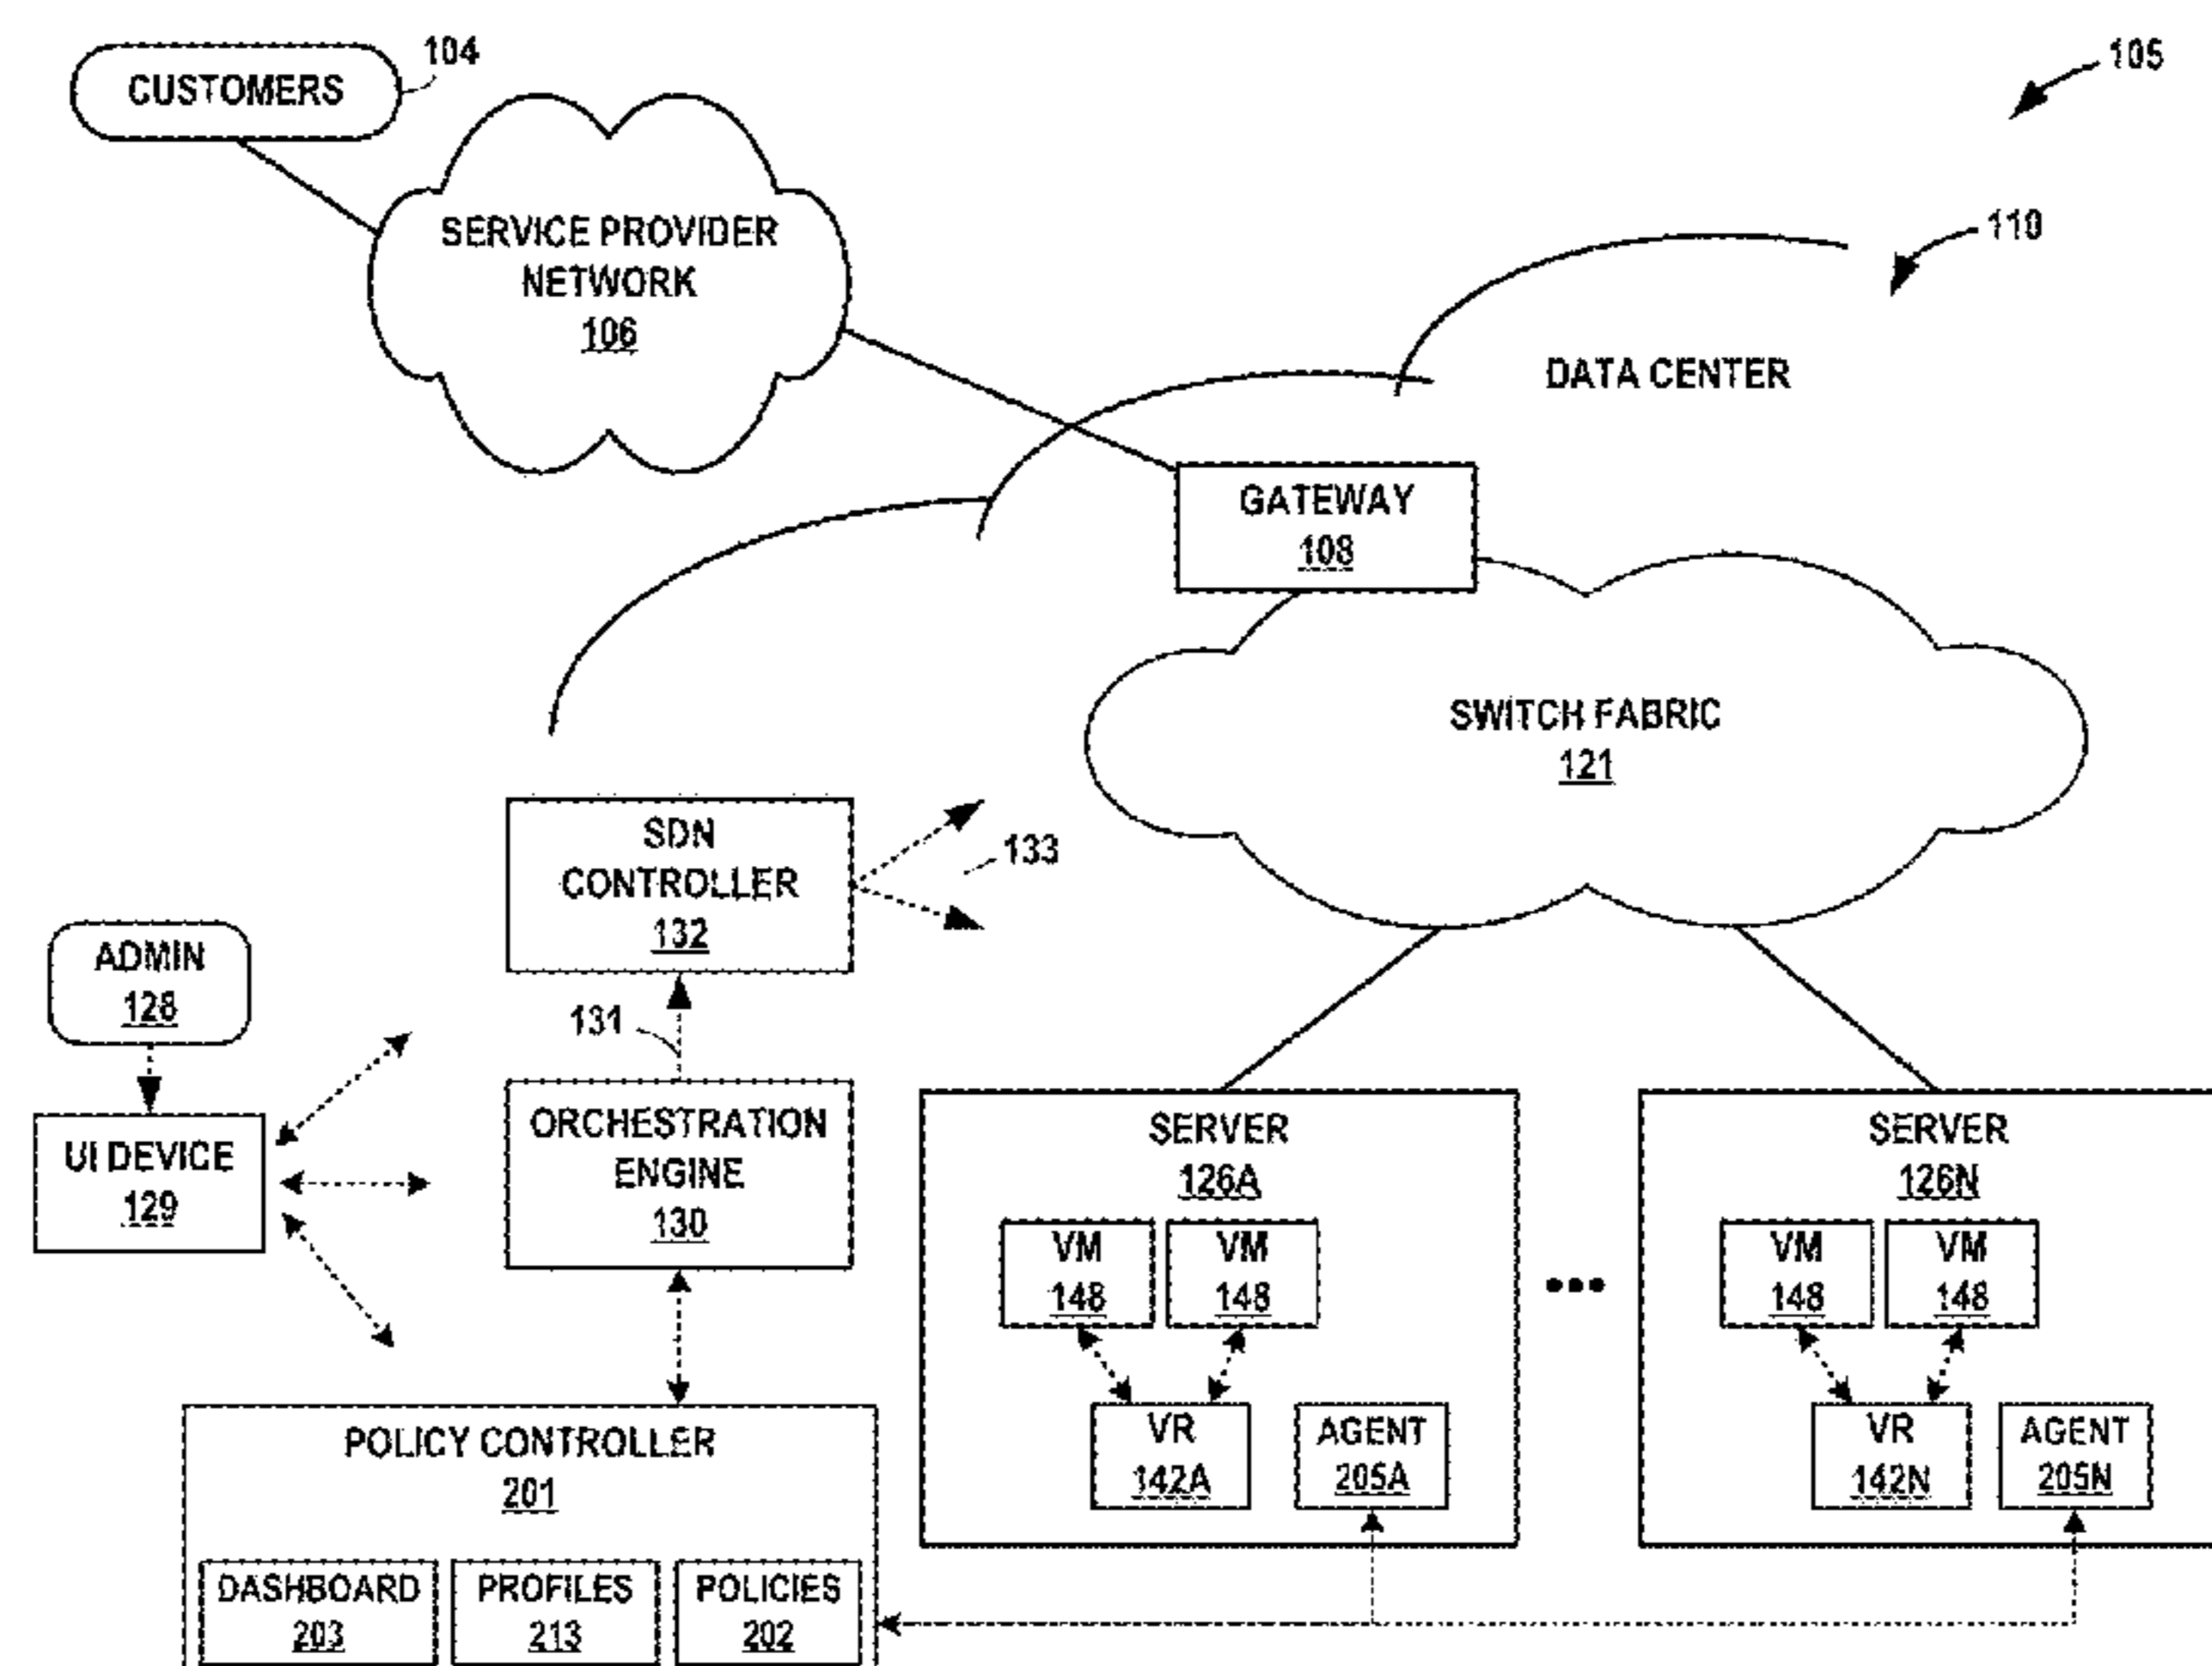 CUSTOMERS
104
105
SERVICE PROVIDER
NETWORK
106
110
DATA CENTER
GATEWAY
108
SWITCH FABRIC
121
SDN
CONTROLLER
132
133
ADMIN
128
131
UI DEVICE
129
ORCHESTRATION
ENGINE
130
SERVER
126A
VM
148
VM
148
VR
142A
AGENT
205A
SERVER
126N
VM
148
VM
148
VR
142N
AGENT
205N
POLICY CONTROLLER
201
DASHBOARD
203
PROFILES
213
POLICIES
202